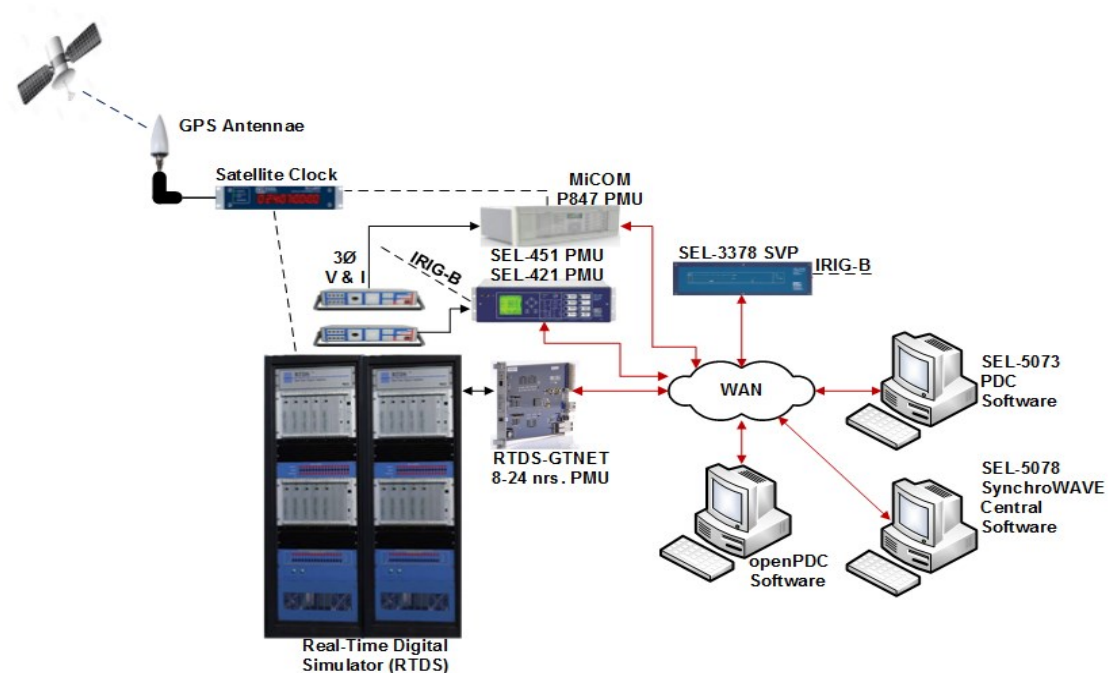 GPS Antennae
Satellite Clock
MiCOM
P847 PMU
3Ø
V & I
IRIG-B
SEL-451 PMU
SEL-421 PMU
SEL-3378 SVP
IRIG-B
WAN
SEL-5073
PDC
Software
RTDS-GTNET
8-24 nrs. PMU
SEL-5078
SynchroWAVE
Central
Software
openPDC
Software
Real-Time Digital
Simulator (RTDS)